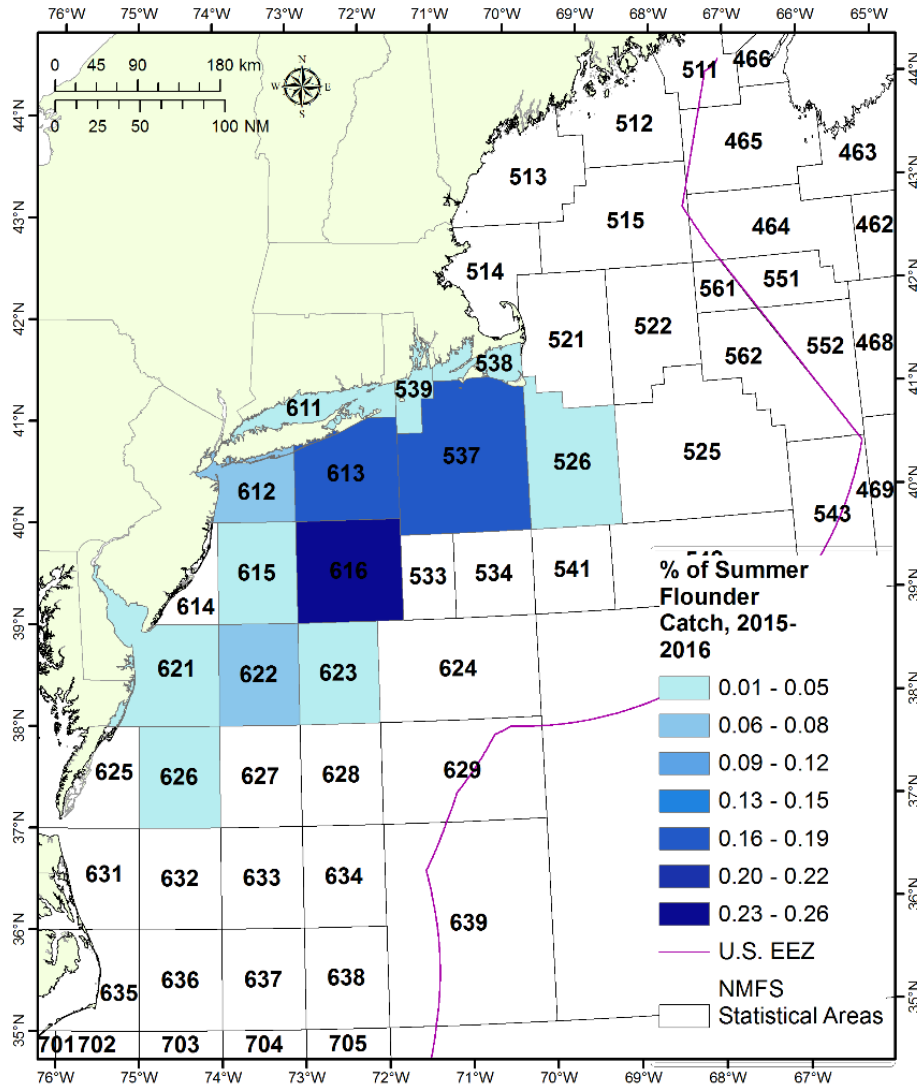 76°W 75°W 74°W 73°W 72°W 71°W 70°W 69°W 68°W 67°W 66°W 65°W
0 45 90 180 km
0 25 50 100 NM
N
W E
S
44°N
43°N
42°N
41°N
40°N
39°N
38°N
37°N
36°N
35°N
44°N
43°N
42°N
41°N
40°N
39°N
38°N
37°N
36°N
35°N
511 466
512 465 463
513
515 464 462
514 561 551
521 522 562 552 468
538
539
611
537 526 525
613
612 543 469
615 616 533 534 541
614
621 622 623 624
625 626 627 628 629
631 632 633 634
639
635 636 637 638
701 702 703 704 705
% of Summer
Flounder
Catch, 2015-
2016
0.01 - 0.05
0.06 - 0.08
0.09 - 0.12
0.13 - 0.15
0.16 - 0.19
0.20 - 0.22
0.23 - 0.26
U.S. EEZ
NMFS
Statistical Areas
76°W 75°W 74°W 73°W 72°W 71°W 70°W 69°W 68°W 67°W